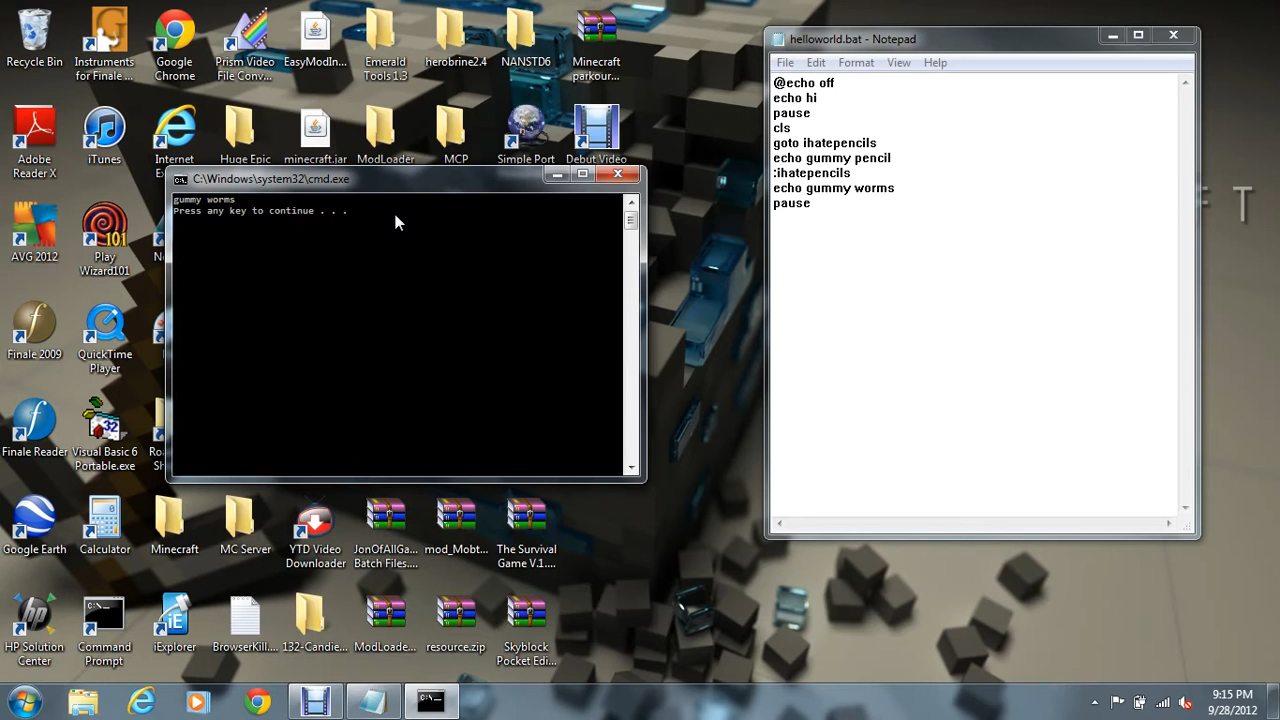 Recycle Bin
Instruments for Finale ...
Google Chrome
Prism Video File Conv...
EasyModIn...
Emerald Tools 1.3
herobrine2.4
NANSTD6
Minecraft parkour...
Adobe Reader X
iTunes
Internet
Huge Epic
minecraft.jar
ModLoader
MCP
Simple Port
Debut Video
AVG 2012
Play Wizard101
Finale 2009
QuickTime Player
Finale Reader
Visual Basic 6 Portable.exe
Google Earth
Calculator
Minecraft
MC Server
YTD Video Downloader
JonOfAllGa... Batch Files....
mod_Mobt...
The Survival Game V.1....
HP Solution Center
Command Prompt
iExplorer
BrowserKill....
132-Candie...
ModLoade...
resource.zip
Skyblock Pocket Edi...
C:\Windows\system32\cmd.exe
gummy worms
Press any key to continue . . .
helloworld.bat - Notepad
File Edit Format View Help
@echo off
echo hi
pause
cls
goto ihatepencils
echo gummy pencil
:ihatepencils
echo gummy worms
pause
F T
9:15 PM
9/28/2012